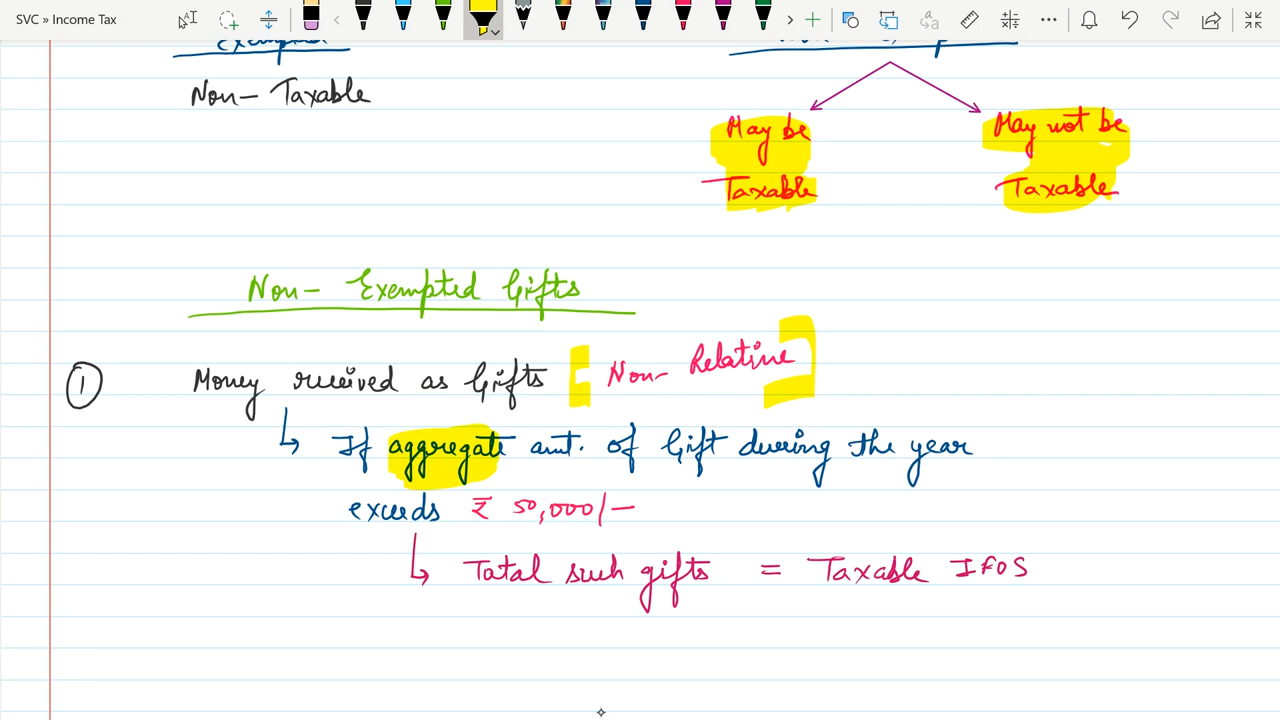 SVC » Income Tax
Exempted
Non- Taxable
May be
Taxable
May not be
Taxable
Non- Exempted Gifts
① Money received as Gifts [ Non- Relative ]
↳ If aggregate amt. of Gift during the year
exceeds ₹ 50,000/-
↳ Total such gifts = Taxable IFOS